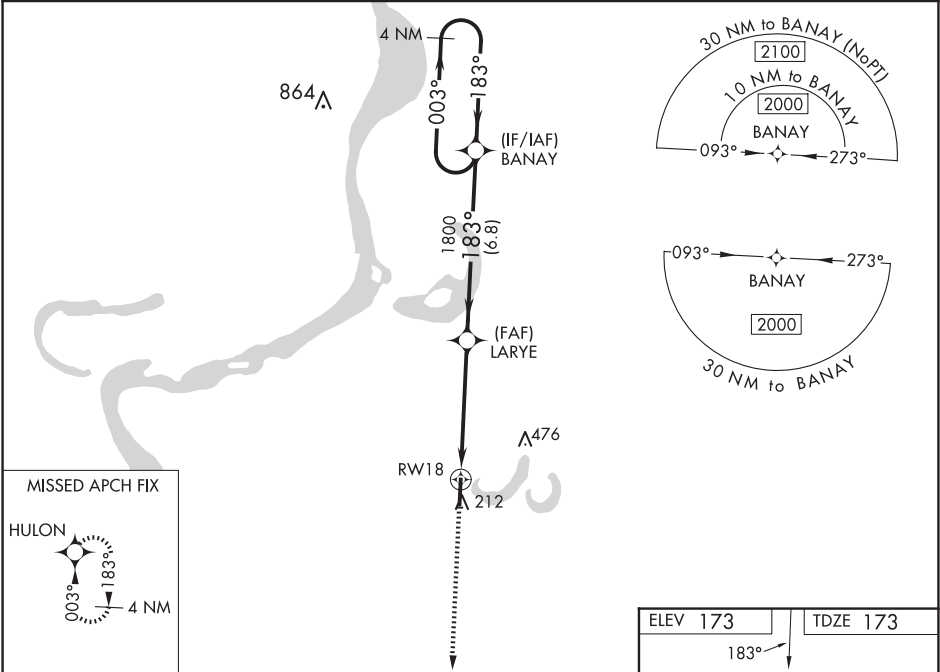 4 NM
003°
183°
864
(IF/IAF)
BANAY
1800
183°
(6.8)
(FAF)
LARYE
476
RW18
212
30 NM to BANAY (NoPT)
2100
10 NM to BANAY
2000
BANAY
093°
273°
093°
273°
BANAY
2000
30 NM to BANAY
MISSED APCH FIX
HULON
003°
183°
4 NM
ELEV 173
TDZE 173
183°